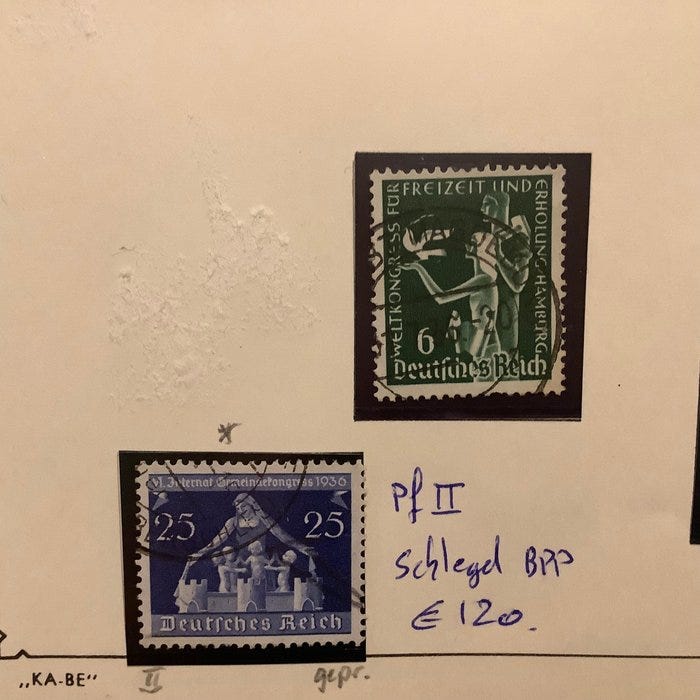 WELTKONGRESS FÜR FREIZEIT UND ERHOLUNG HAMBURG
6
Deutsches Reich
*
VI. Internat Gemeindekongress 1936
25 25
Deutsches Reich
Pf II
Schlegel BPP
€ 120.
„KA-BE“ II gepr.